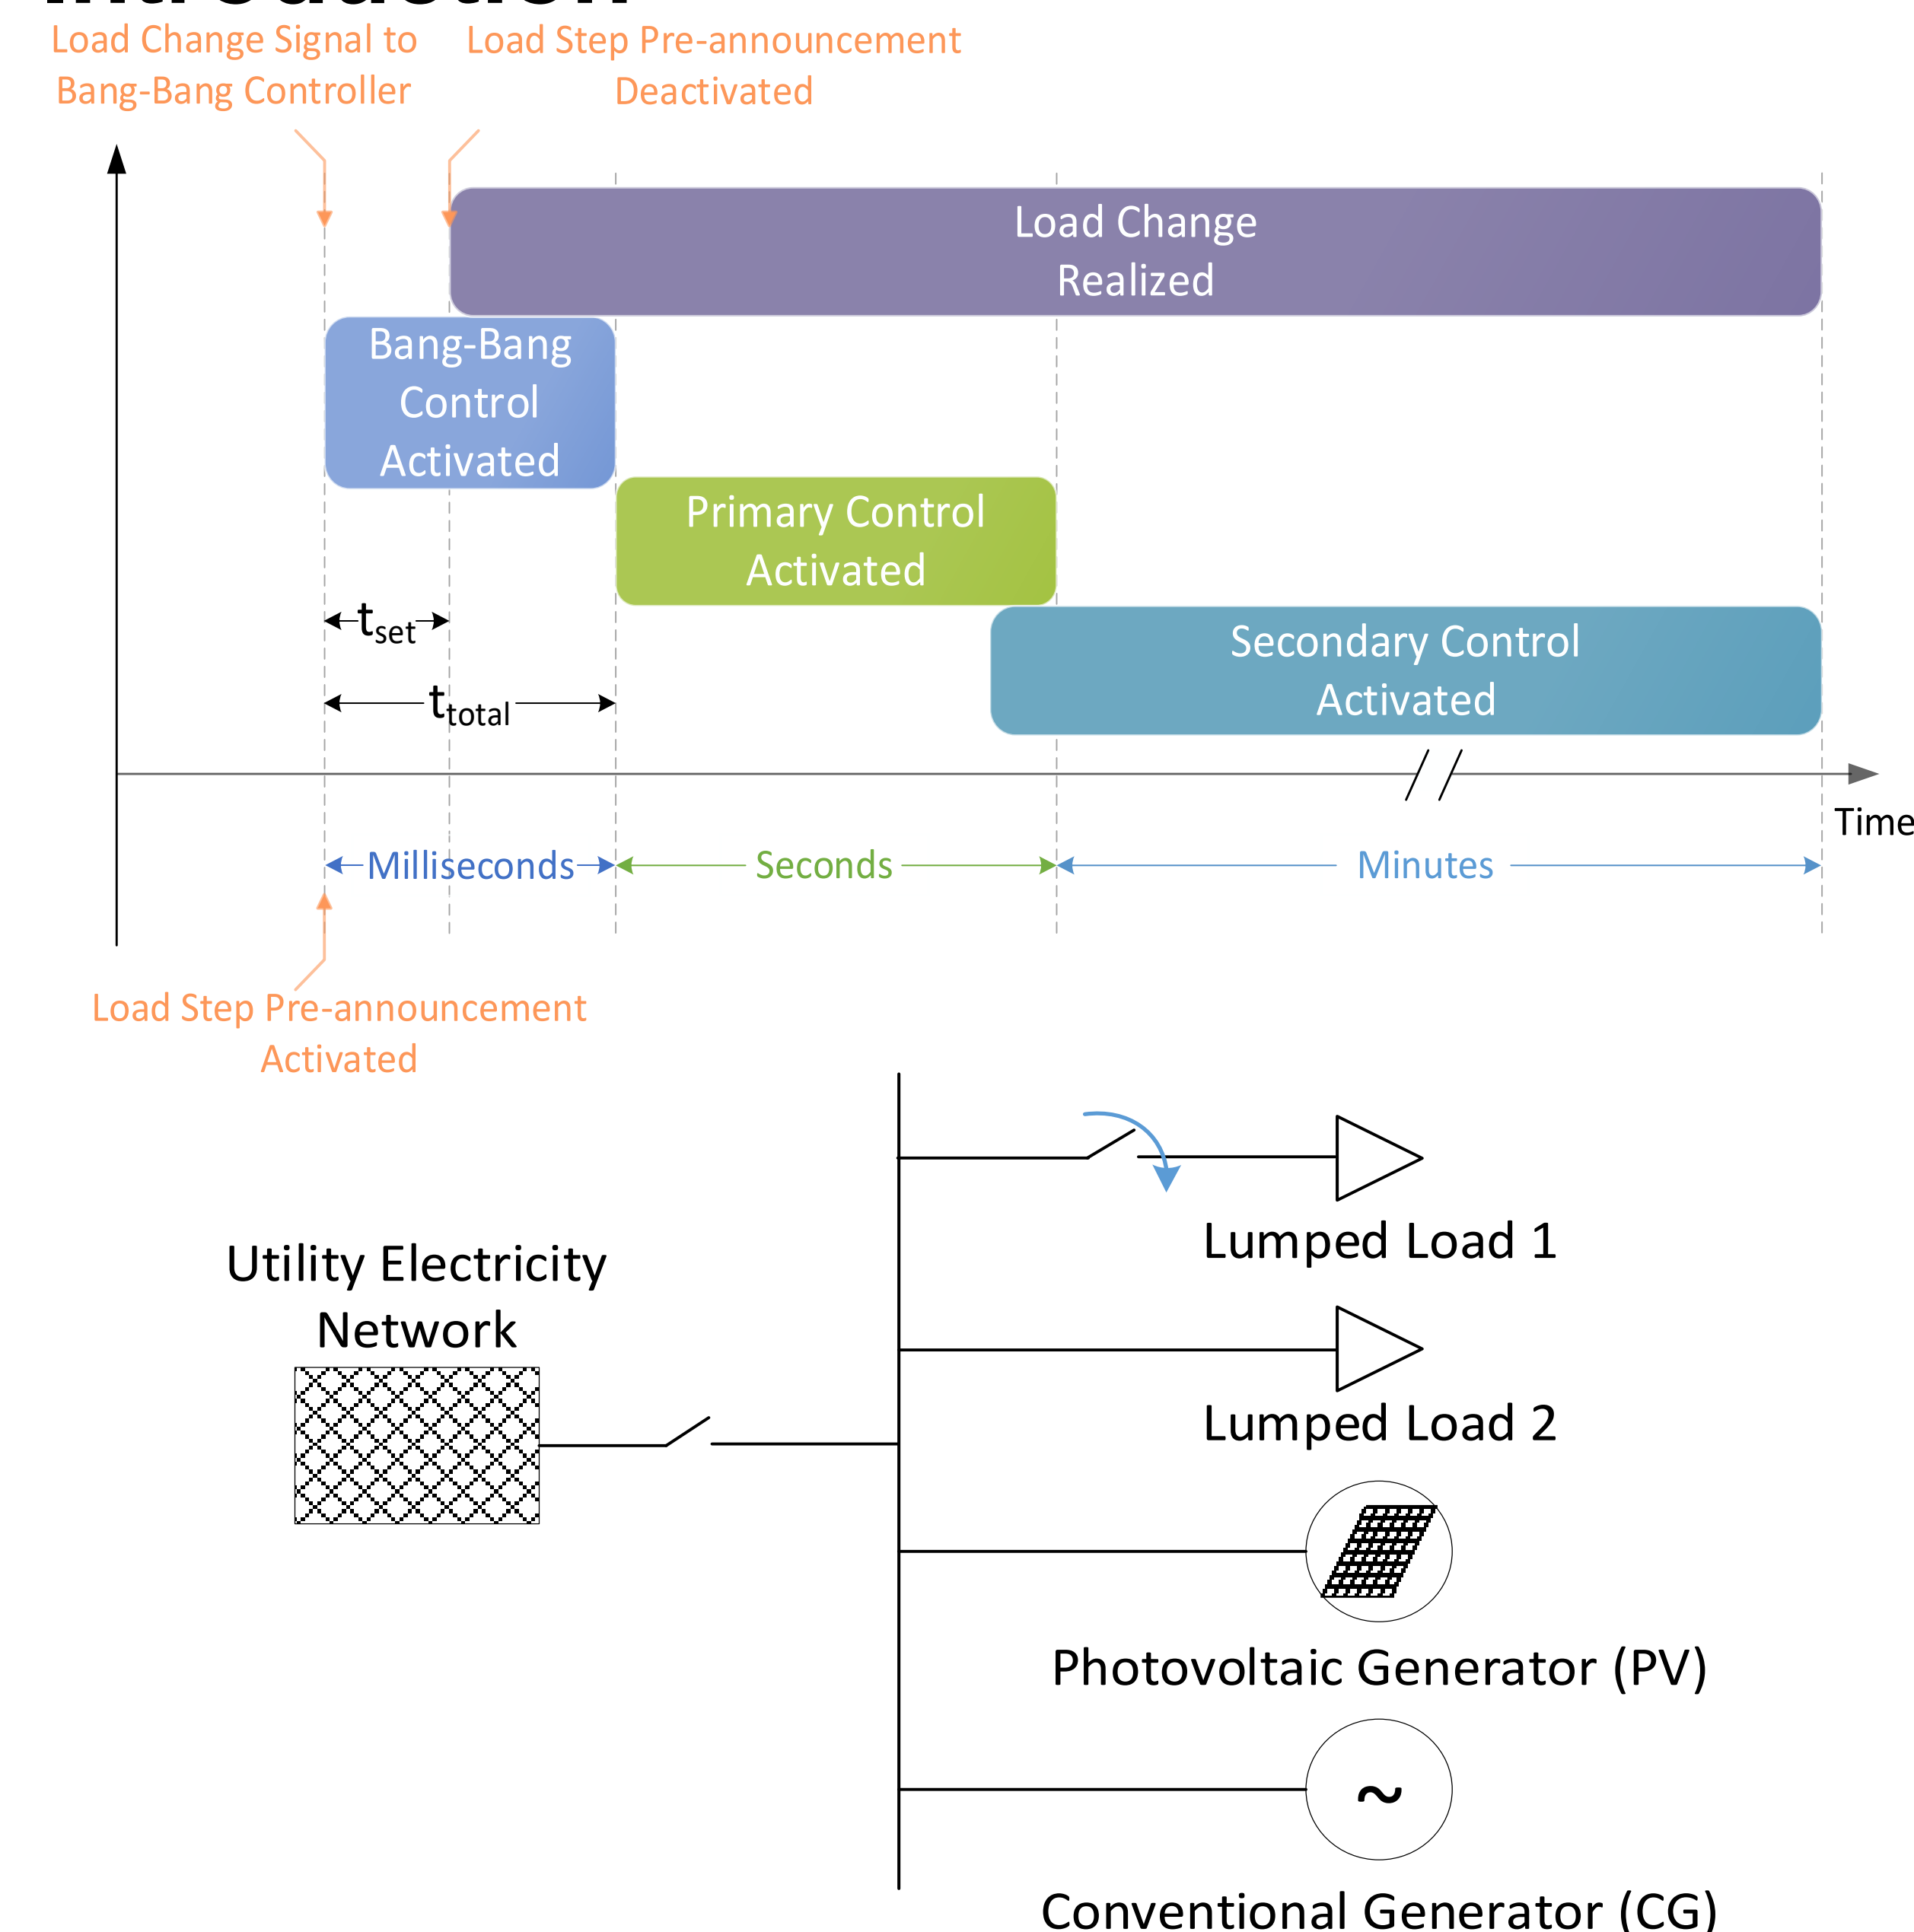 Load Change Signal to
Bang-Bang Controller
Load Step Pre-announcement
Deactivated
Load Change
Realized
Bang-Bang
Control
Activated
Primary Control
Activated
t_set
Secondary Control
Activated
t_total
Time
Milliseconds
Seconds
Minutes
Load Step Pre-announcement
Activated
Lumped Load 1
Utility Electricity
Network
Lumped Load 2
Photovoltaic Generator (PV)
~
Conventional Generator (CG)